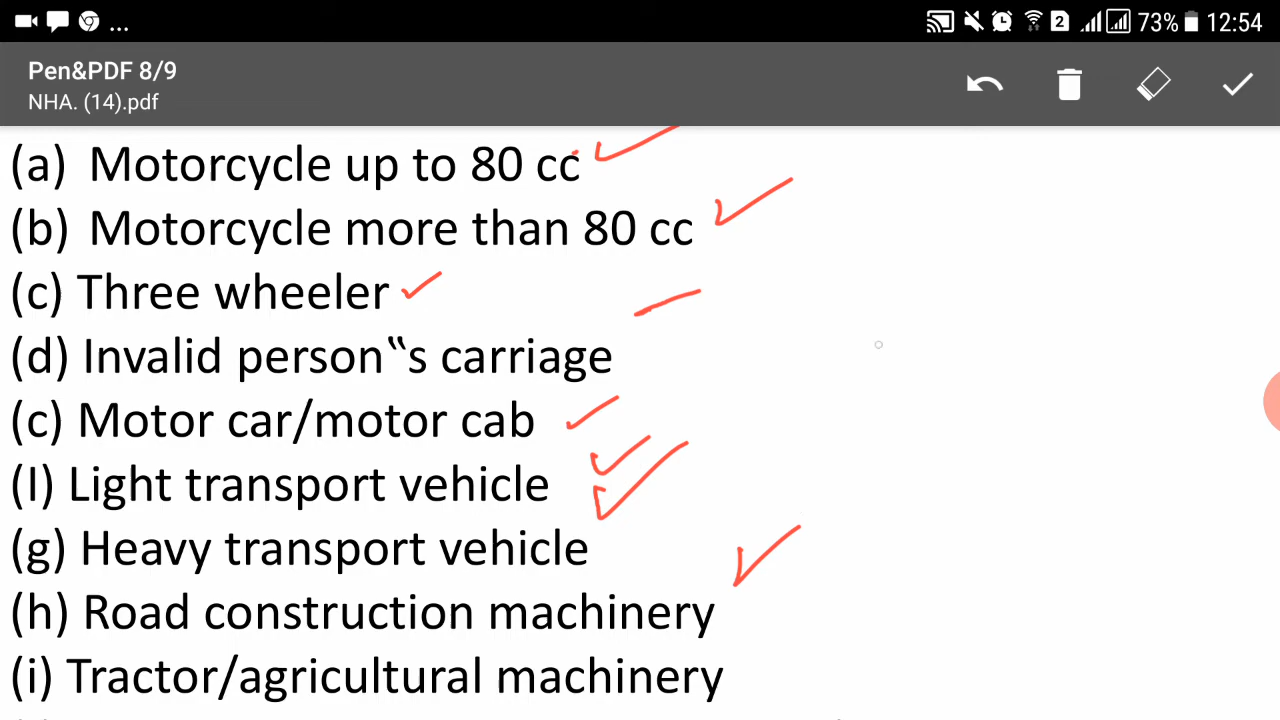 ... 2 73% 12:54
Pen&PDF 8/9
NHA. (14).pdf
(a) Motorcycle up to 80 cc
(b) Motorcycle more than 80 cc
(c) Three wheeler
(d) Invalid person‟s carriage
(c) Motor car/motor cab
(I) Light transport vehicle
(g) Heavy transport vehicle
(h) Road construction machinery
(i) Tractor/agricultural machinery